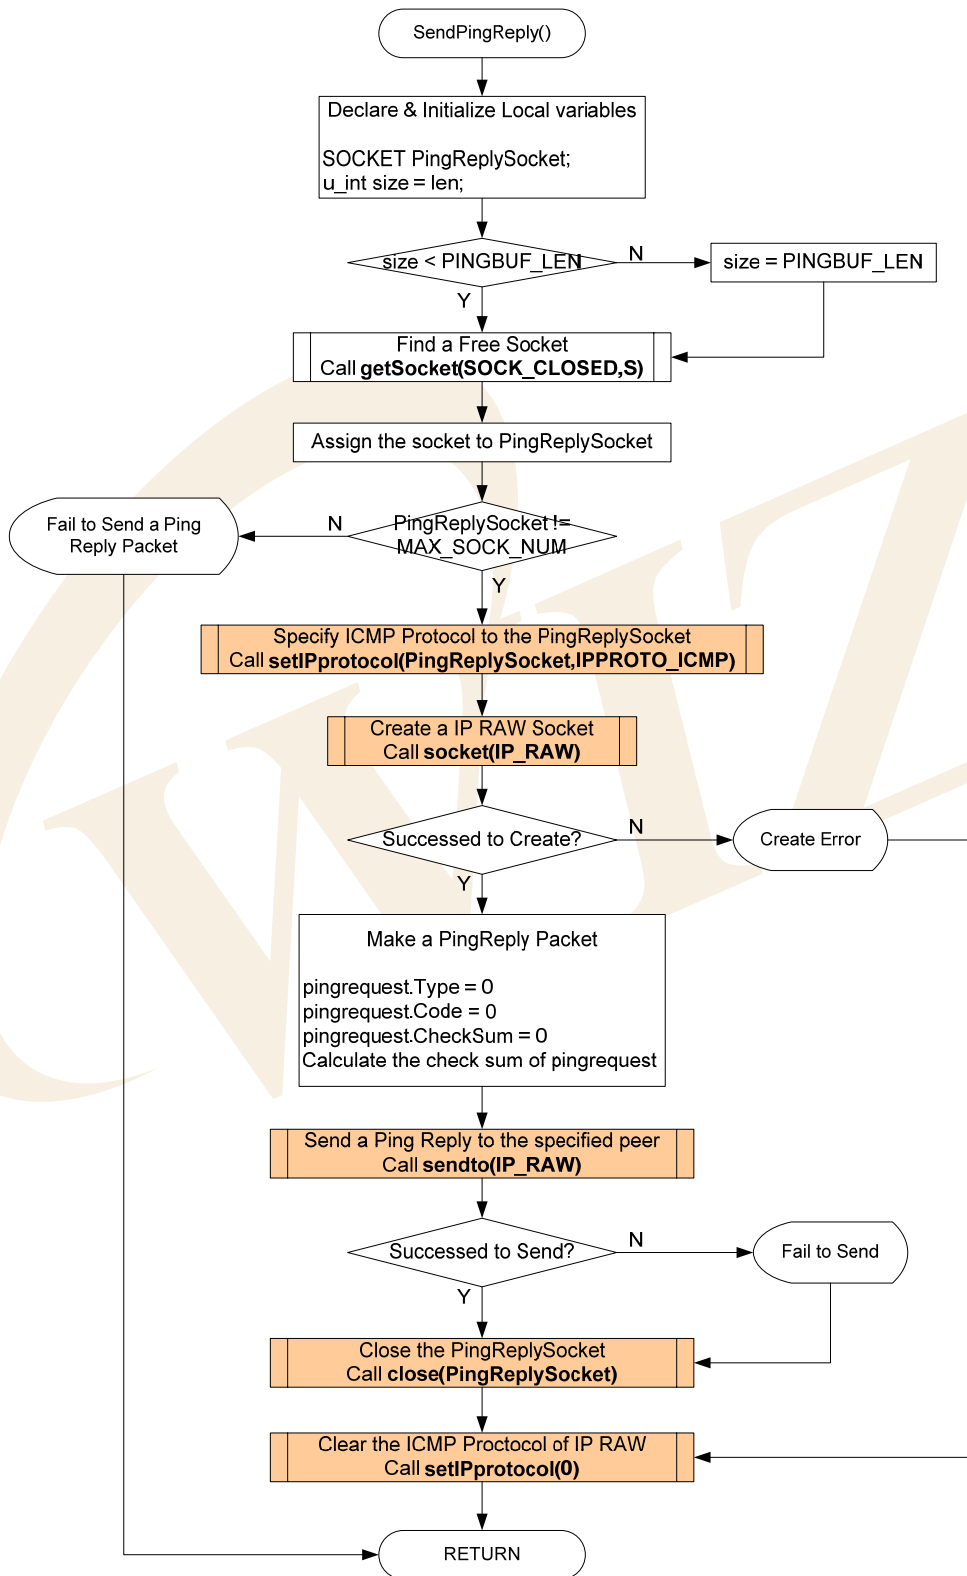 SendPingReply()
Declare & Initialize Local variables
SOCKET PingReplySocket;
u_int size = len;
size < PINGBUF_LEN
N
size = PINGBUF_LEN
Y
Find a Free Socket
Call getSocket(SOCK_CLOSED,S)
Assign the socket to PingReplySocket
Fail to Send a Ping
Reply Packet
N
PingReplySocket !=
MAX_SOCK_NUM
Y
Specify ICMP Protocol to the PingReplySocket
Call setIPprotocol(PingReplySocket,IPPROTO_ICMP)
Create a IP RAW Socket
Call socket(IP_RAW)
Successed to Create?
N
Create Error
Y
Make a PingReply Packet
pingrequest.Type = 0
pingrequest.Code = 0
pingrequest.CheckSum = 0
Calculate the check sum of pingrequest
Send a Ping Reply to the specified peer
Call sendto(IP_RAW)
Successed to Send?
N
Fail to Send
Y
Close the PingReplySocket
Call close(PingReplySocket)
Clear the ICMP Proctocol of IP RAW
Call setIPprotocol(0)
RETURN
WIZ